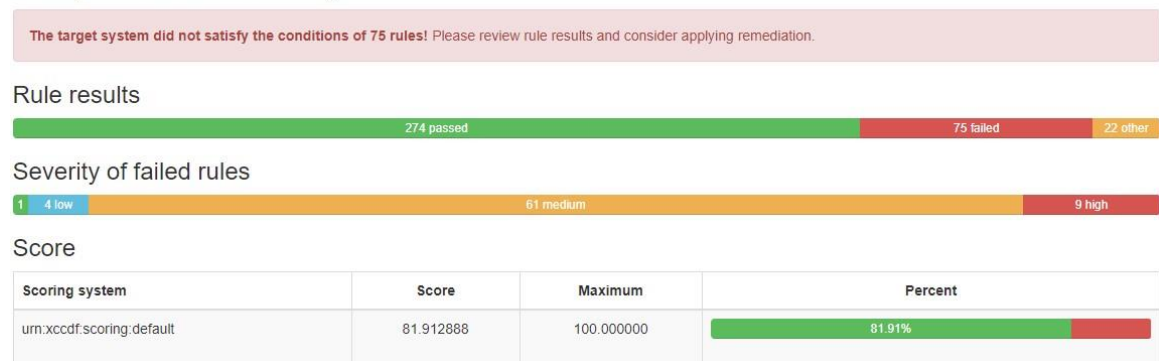 The target system did not satisfy the conditions of 75 rules! Please review rule results and consider applying remediation.
Rule results
274 passed 75 failed 22 other
Severity of failed rules
1 4 low 61 medium 9 high
Score
Scoring system Score Maximum Percent
urn:xccdf:scoring:default 81.912888 100.000000 81.91%